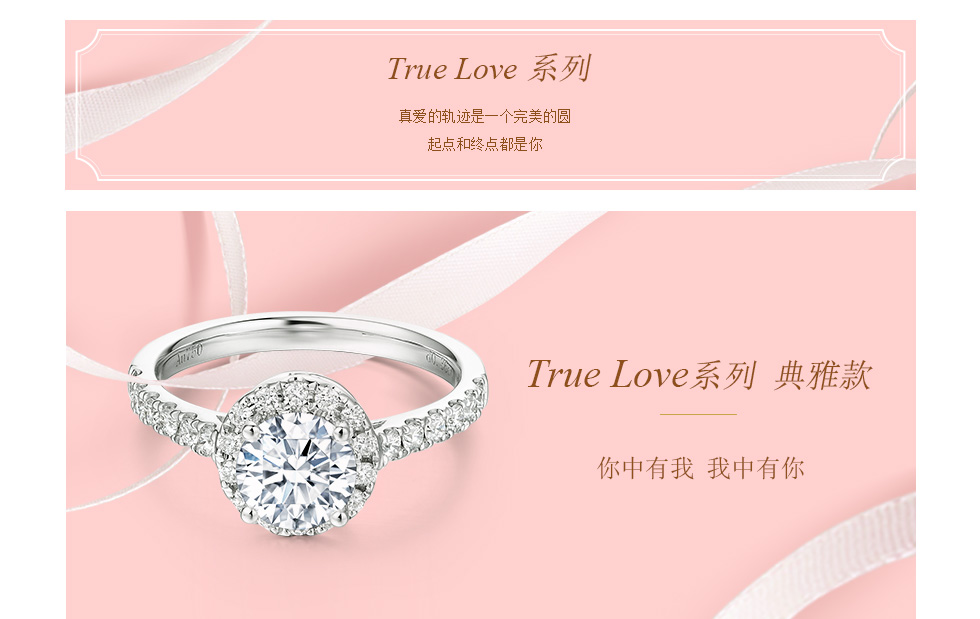 True Love 系列
真爱的轨迹是一个完美的圆
起点和终点都是你
Au750
True Love系列 典雅款
你中有我 我中有你